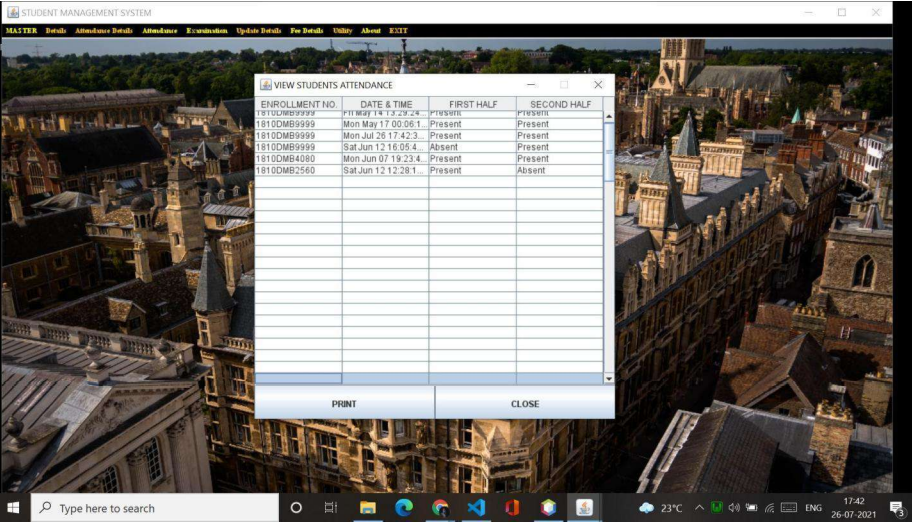 STUDENT MANAGEMENT SYSTEM
MASTER Details Attendance Details Attendance Examination Update Details Fee Details Utility About EXIT
VIEW STUDENTS ATTENDANCE
ENROLLMENT NO. DATE & TIME FIRST HALF SECOND HALF
1810DMB9999 Fri May 14 13:29:24... Present Present
1810DMB9999 Mon May 17 00:06:1... Present Present
1810DMB9999 Mon Jul 26 17:42:3... Present Present
1810DMB9999 Sat Jun 12 16:05:4... Absent Present
1810DMB4080 Mon Jun 07 19:23:4... Present Present
1810DMB2560 Sat Jun 12 12:28:1... Present Absent
PRINT CLOSE
Type here to search 23°C ENG 17:42
26-07-2021 3